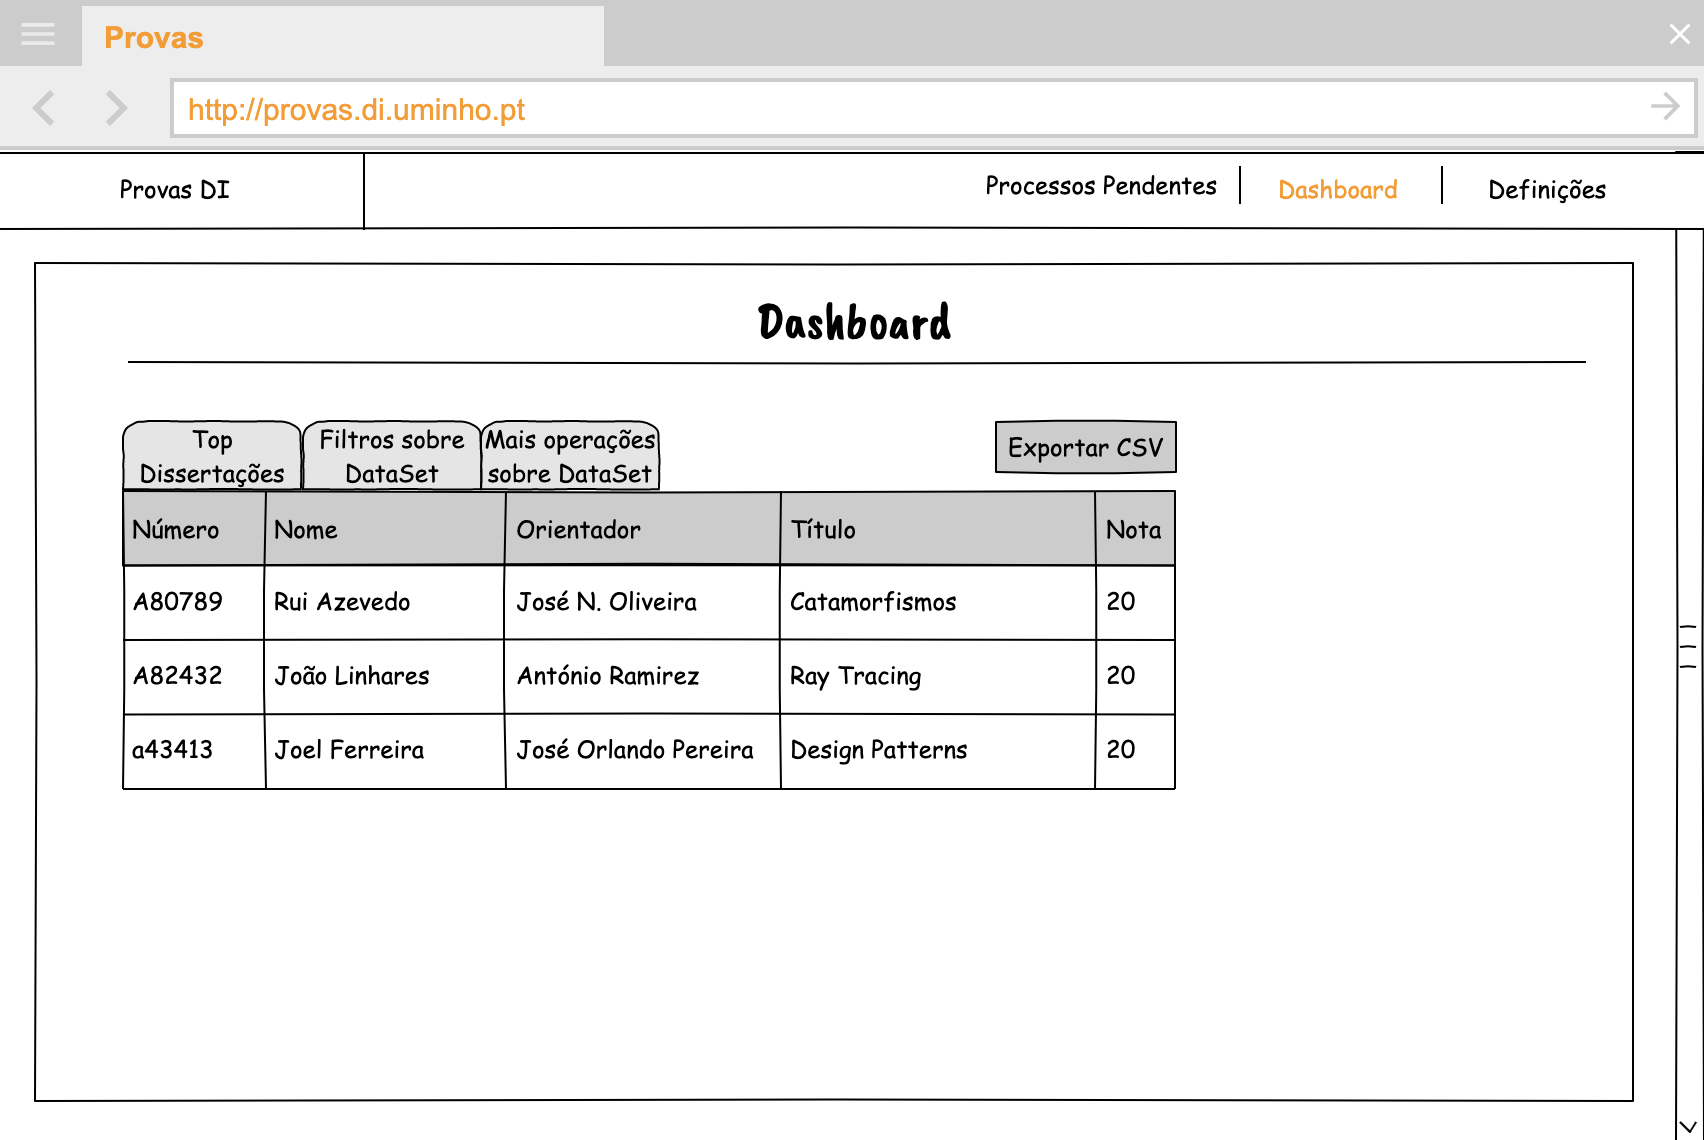 Provas
http://provas.di.uminho.pt
Provas DI
Processos Pendentes
Dashboard
Definições
Dashboard
Top
Dissertações
Filtros sobre
DataSet
Mais operações
sobre DataSet
Exportar CSV
Número Nome Orientador Título Nota
A80789 Rui Azevedo José N. Oliveira Catamorfismos 20
A82432 João Linhares António Ramirez Ray Tracing 20
a43413 Joel Ferreira José Orlando Pereira Design Patterns 20